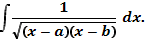 ∫ 1/√((x − a)(x − b)) dx.